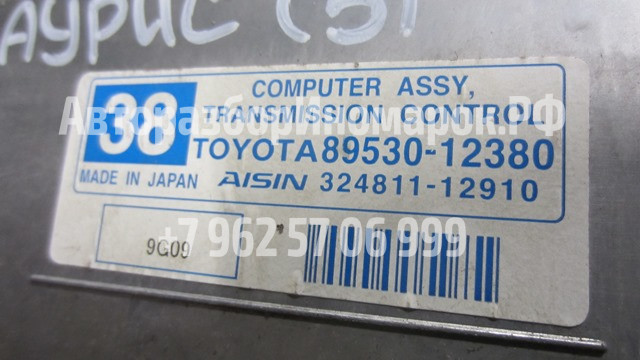 АУРИС (5)
38
COMPUTER ASSY,
TRANSMISSION CONTROL
TOYOTA 89530-12380
MADE IN JAPAN
AISIN 324811-12910
9G09
АвторазборИномарок.РФ
+7 962 57 06 999